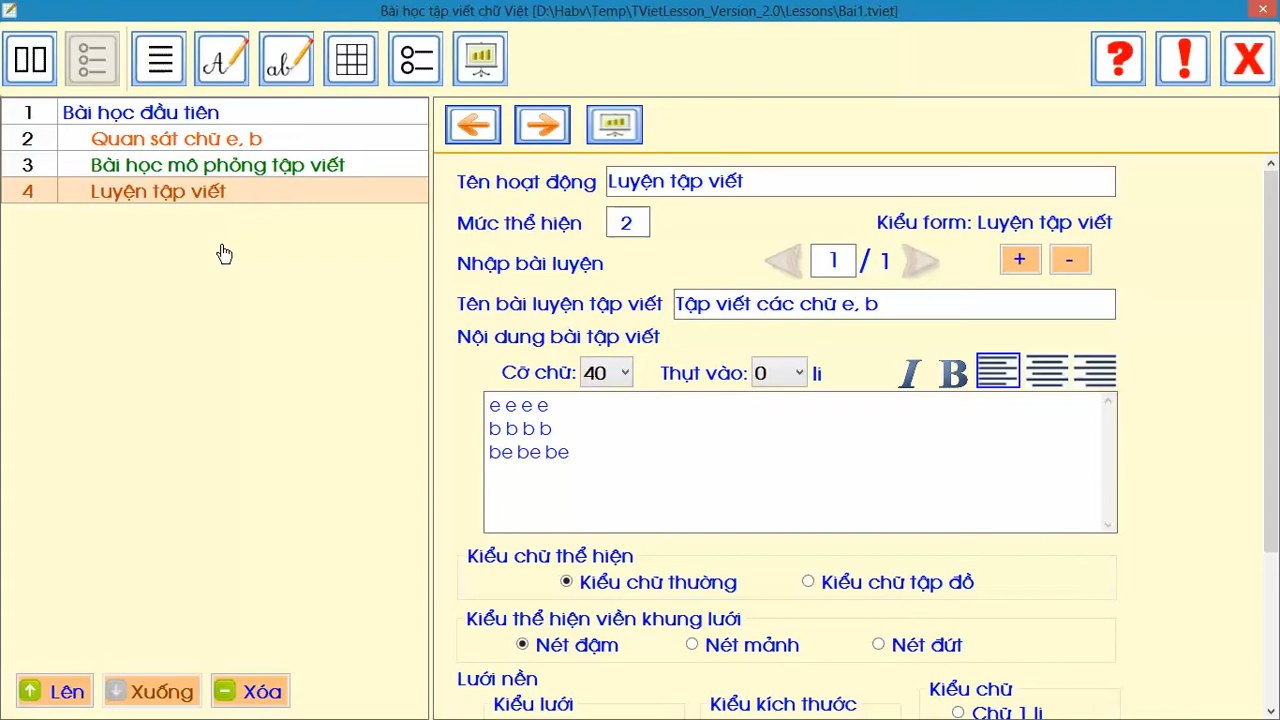 Bài học tập viết chữ Việt [D:\Habv\Temp\TVietLesson_Version_2.0\Lessons\Bai1.tviet]
1 Bài học đầu tiên
2 Quan sát chữ e, b
3 Bài học mô phỏng tập viết
4 Luyện tập viết
Lên Xuống Xóa
Tên hoạt động Luyện tập viết
Mức thể hiện 2 Kiểu form: Luyện tập viết
Nhập bài luyện 1 / 1 + -
Tên bài luyện tập viết Tập viết các chữ e, b
Nội dung bài tập viết
Cỡ chữ: 40 Thụt vào: 0 li I B
e e e e
b b b b
be be be
Kiểu chữ thể hiện
Kiểu chữ thường Kiểu chữ tập đồ
Kiểu thể hiện viền khung lưới
Nét đậm Nét mảnh Nét đứt
Lưới nền
Kiểu lưới Kiểu kích thước Kiểu chữ
Chữ 1 li